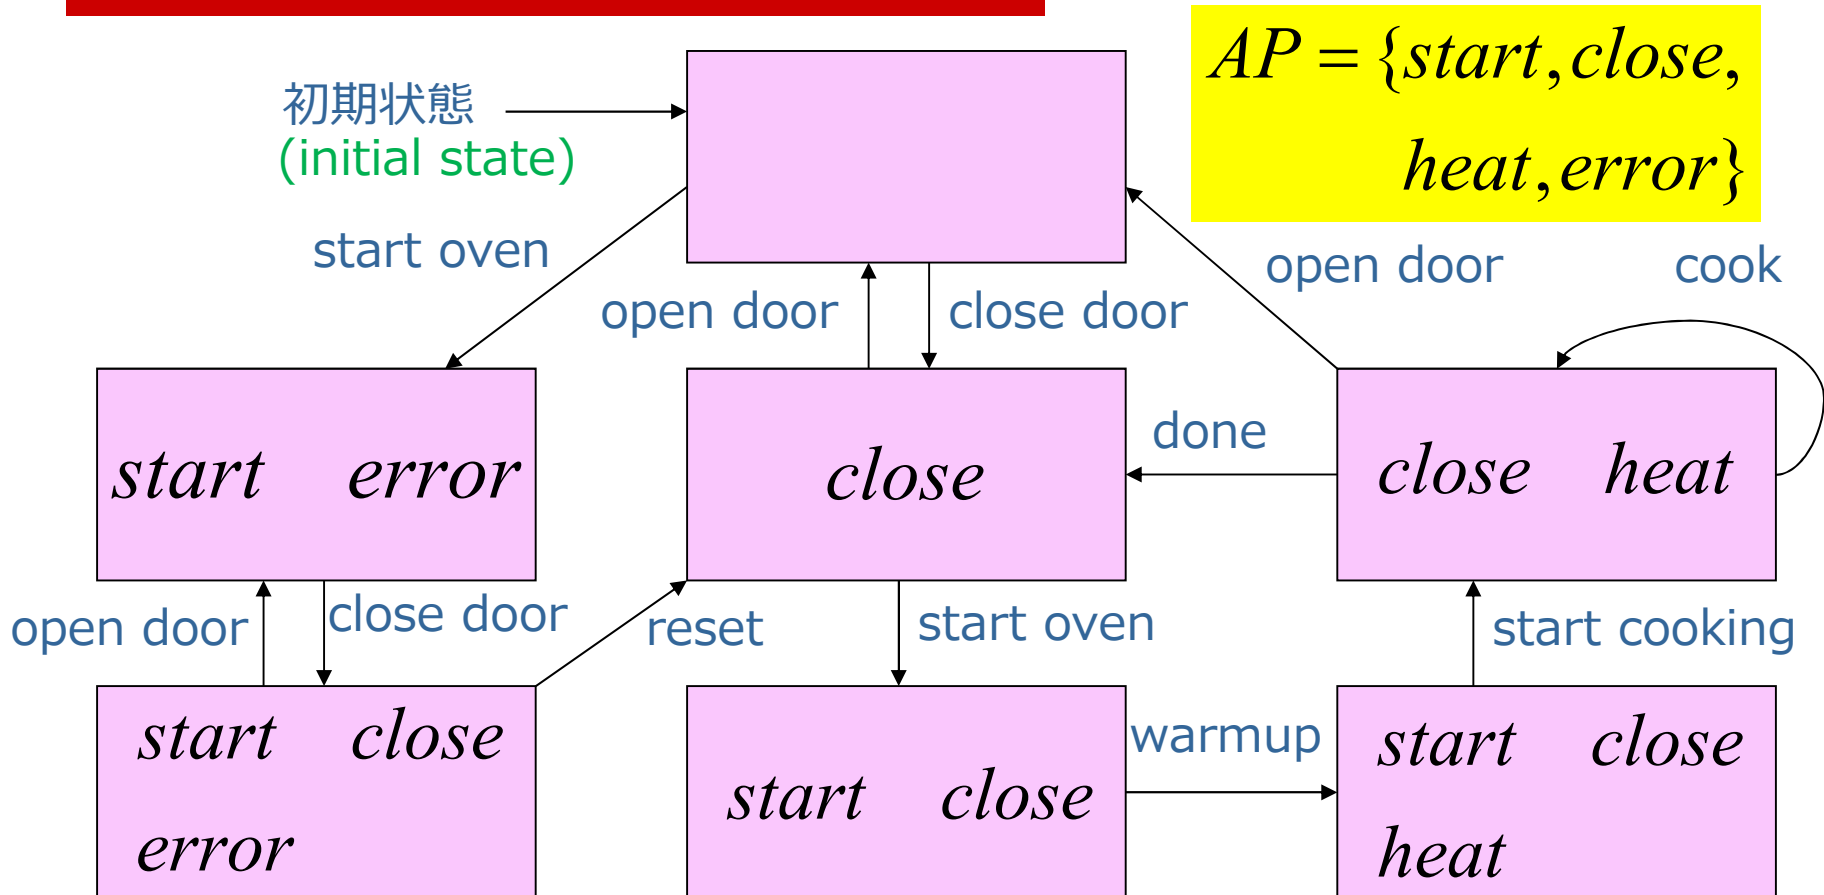 AP = {start, close,
heat, error}
初期状態
(initial state)
start oven
open door
close door
open door
cook
start error
close
done
close heat
open door
close door
reset
start oven
start cooking
start close
error
start close
warmup
start close
heat